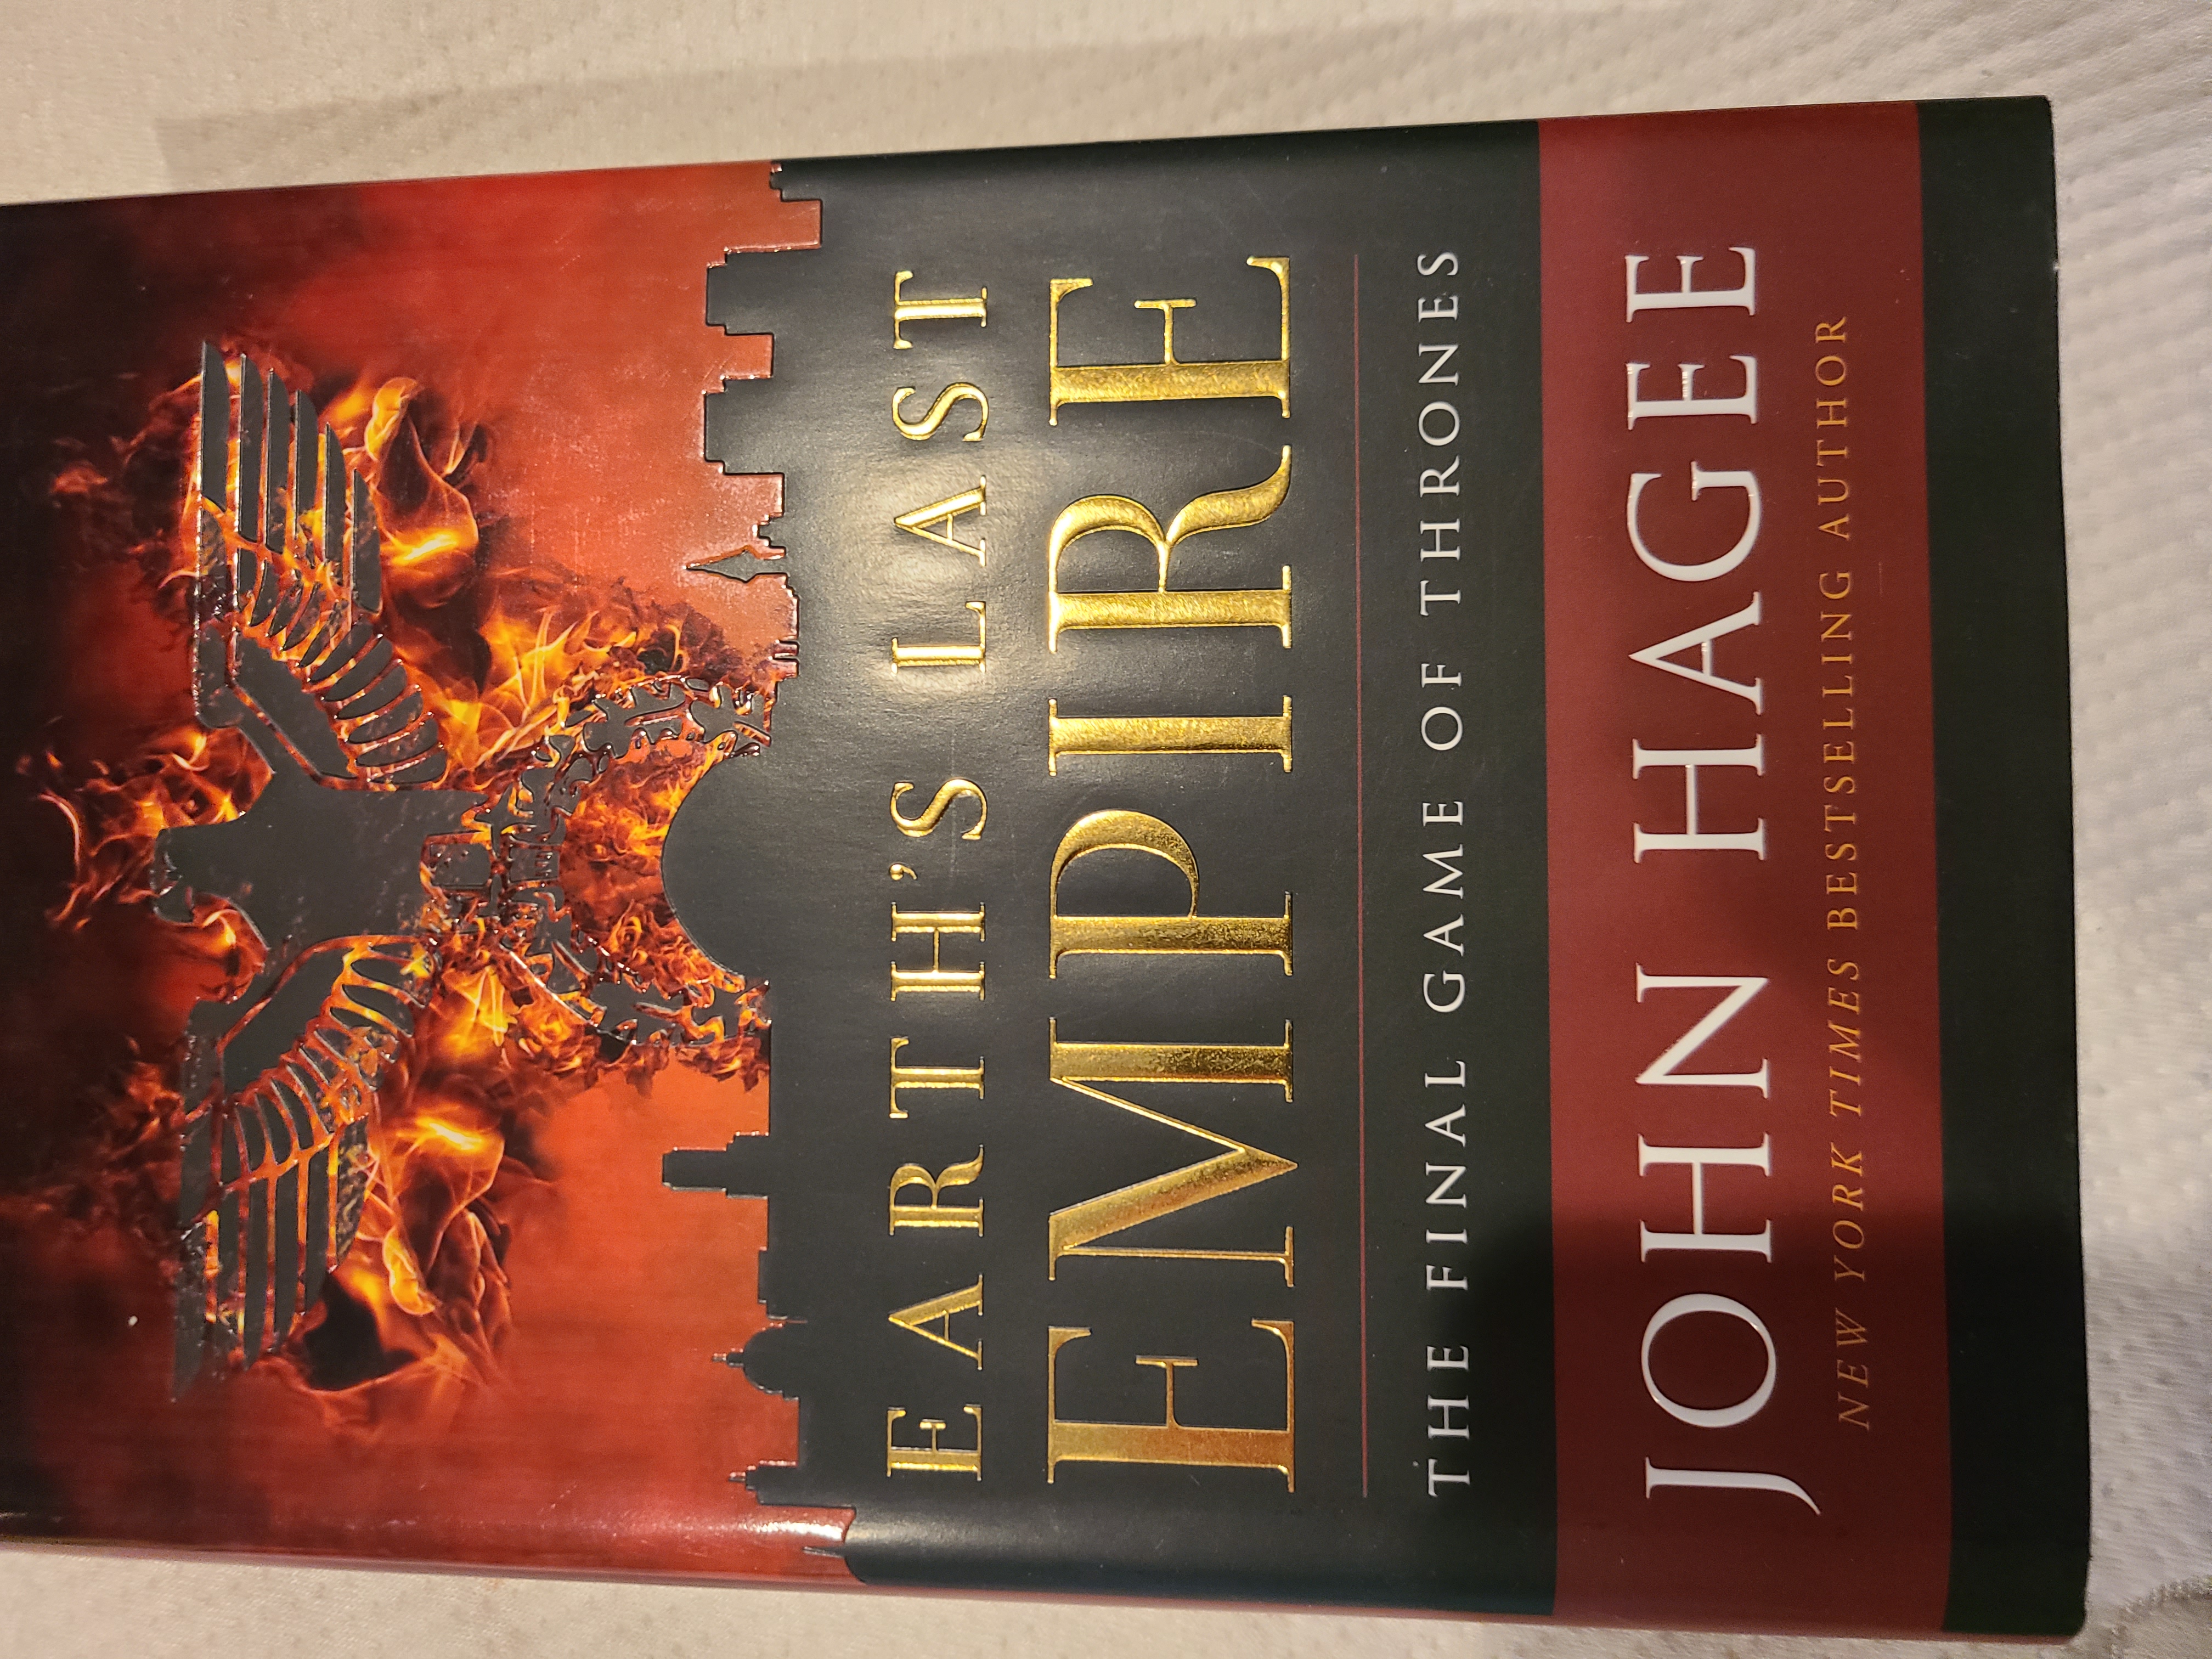 EARTH'S LAST
EMPIRE
THE FINAL GAME OF THRONES
JOHN HAGEE
NEW YORK TIMES BESTSELLING AUTHOR